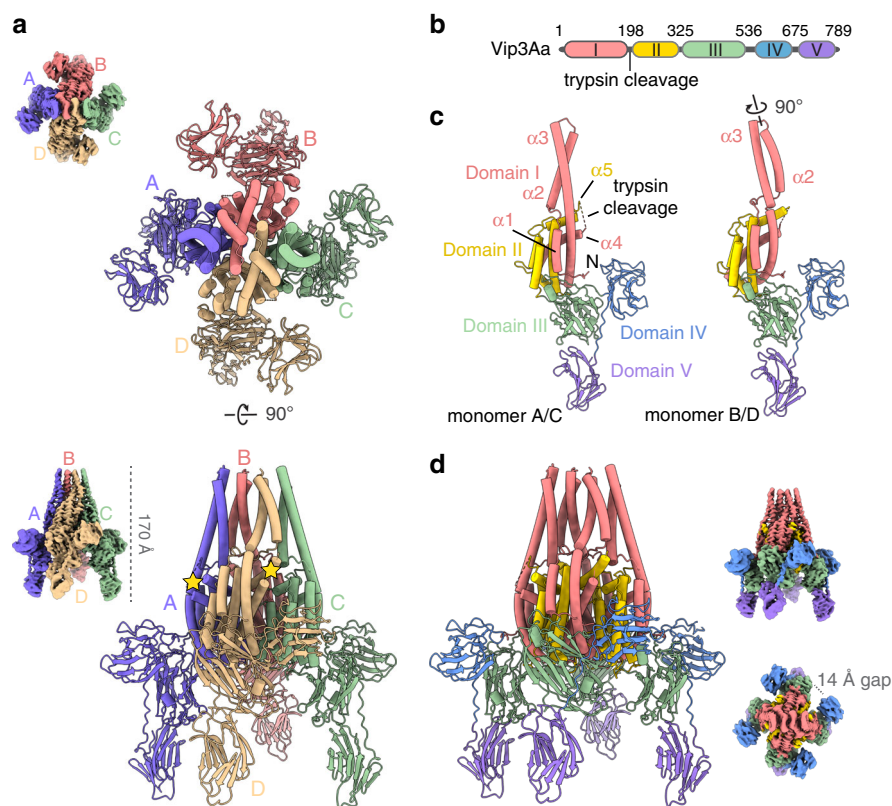 a
B
A
C
D
B
A
C
D
90°
B
A
C
D
170 Å
B
A
C
D
b
1 198 325 536 675 789
Vip3Aa I II III IV V
trypsin cleavage
c
90°
α3 α3
Domain I α5
α2 trypsin α2
cleavage
α1
α4
Domain II N
Domain III Domain IV
Domain V
monomer A/C monomer B/D
d
14 Å gap